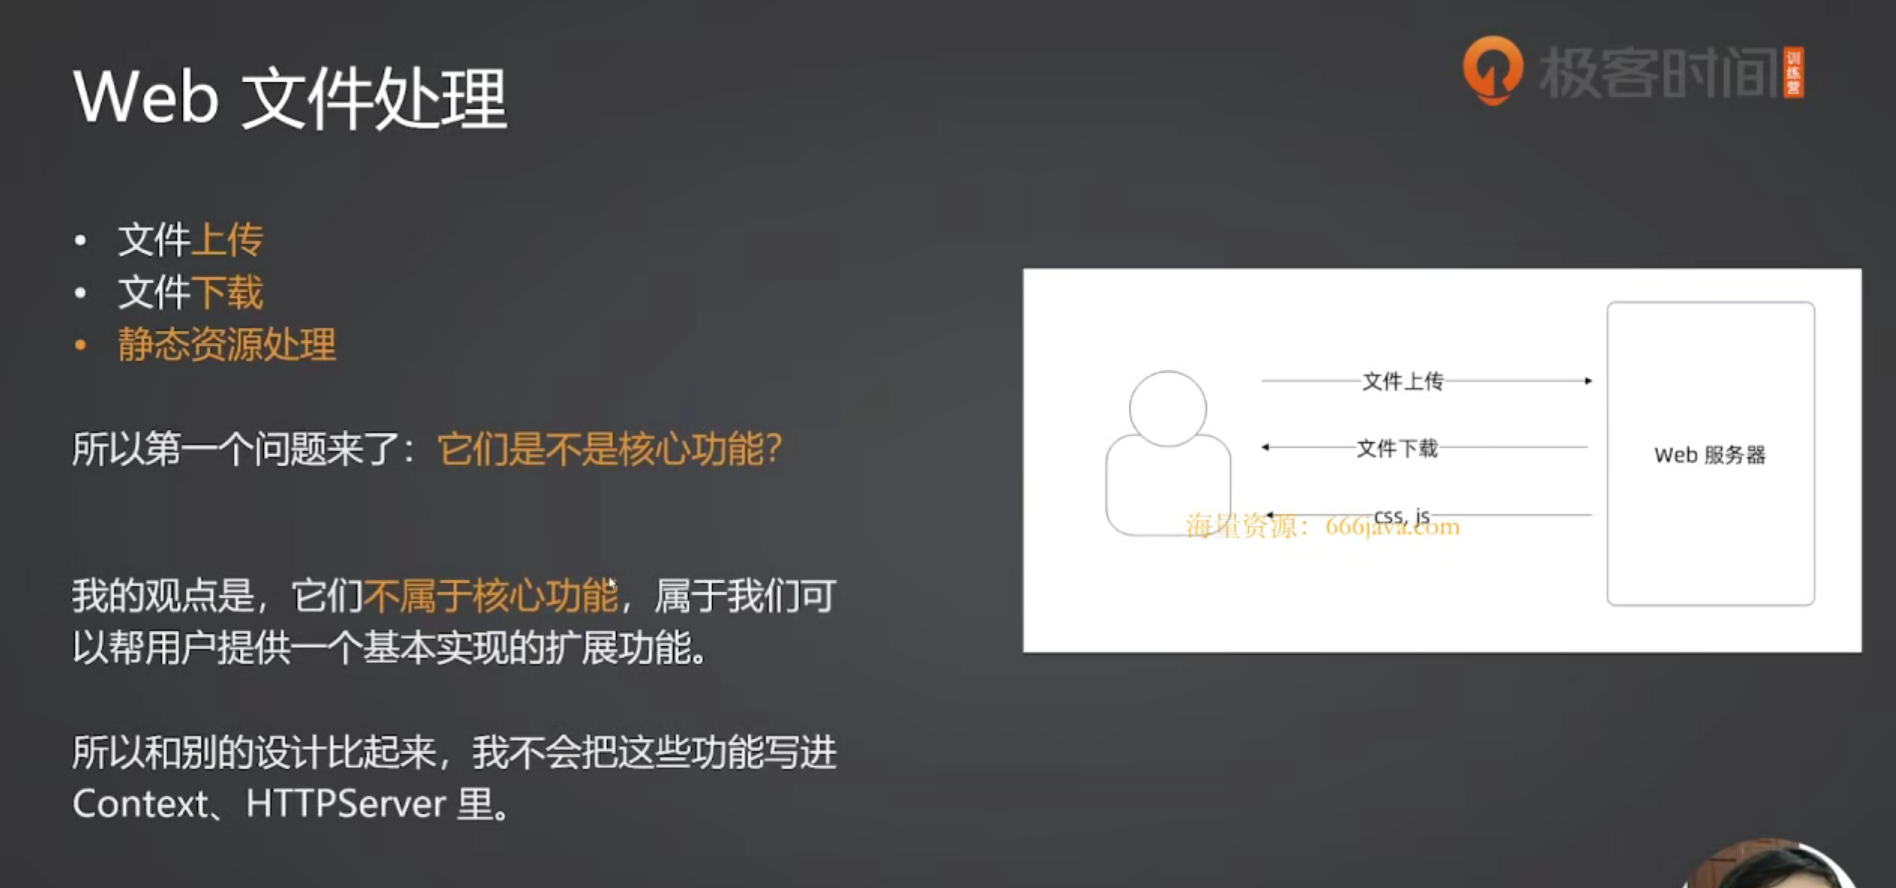 Web 文件处理
极客时间
训练营
• 文件上传
• 文件下载
• 静态资源处理
所以第一个问题来了：它们是不是核心功能？
我的观点是，它们不属于核心功能，属于我们可
以帮用户提供一个基本实现的扩展功能。
所以和别的设计比起来，我不会把这些功能写进
Context、HTTPServer 里。
文件上传
文件下载
css, js
Web 服务器
海量资源：666java.com